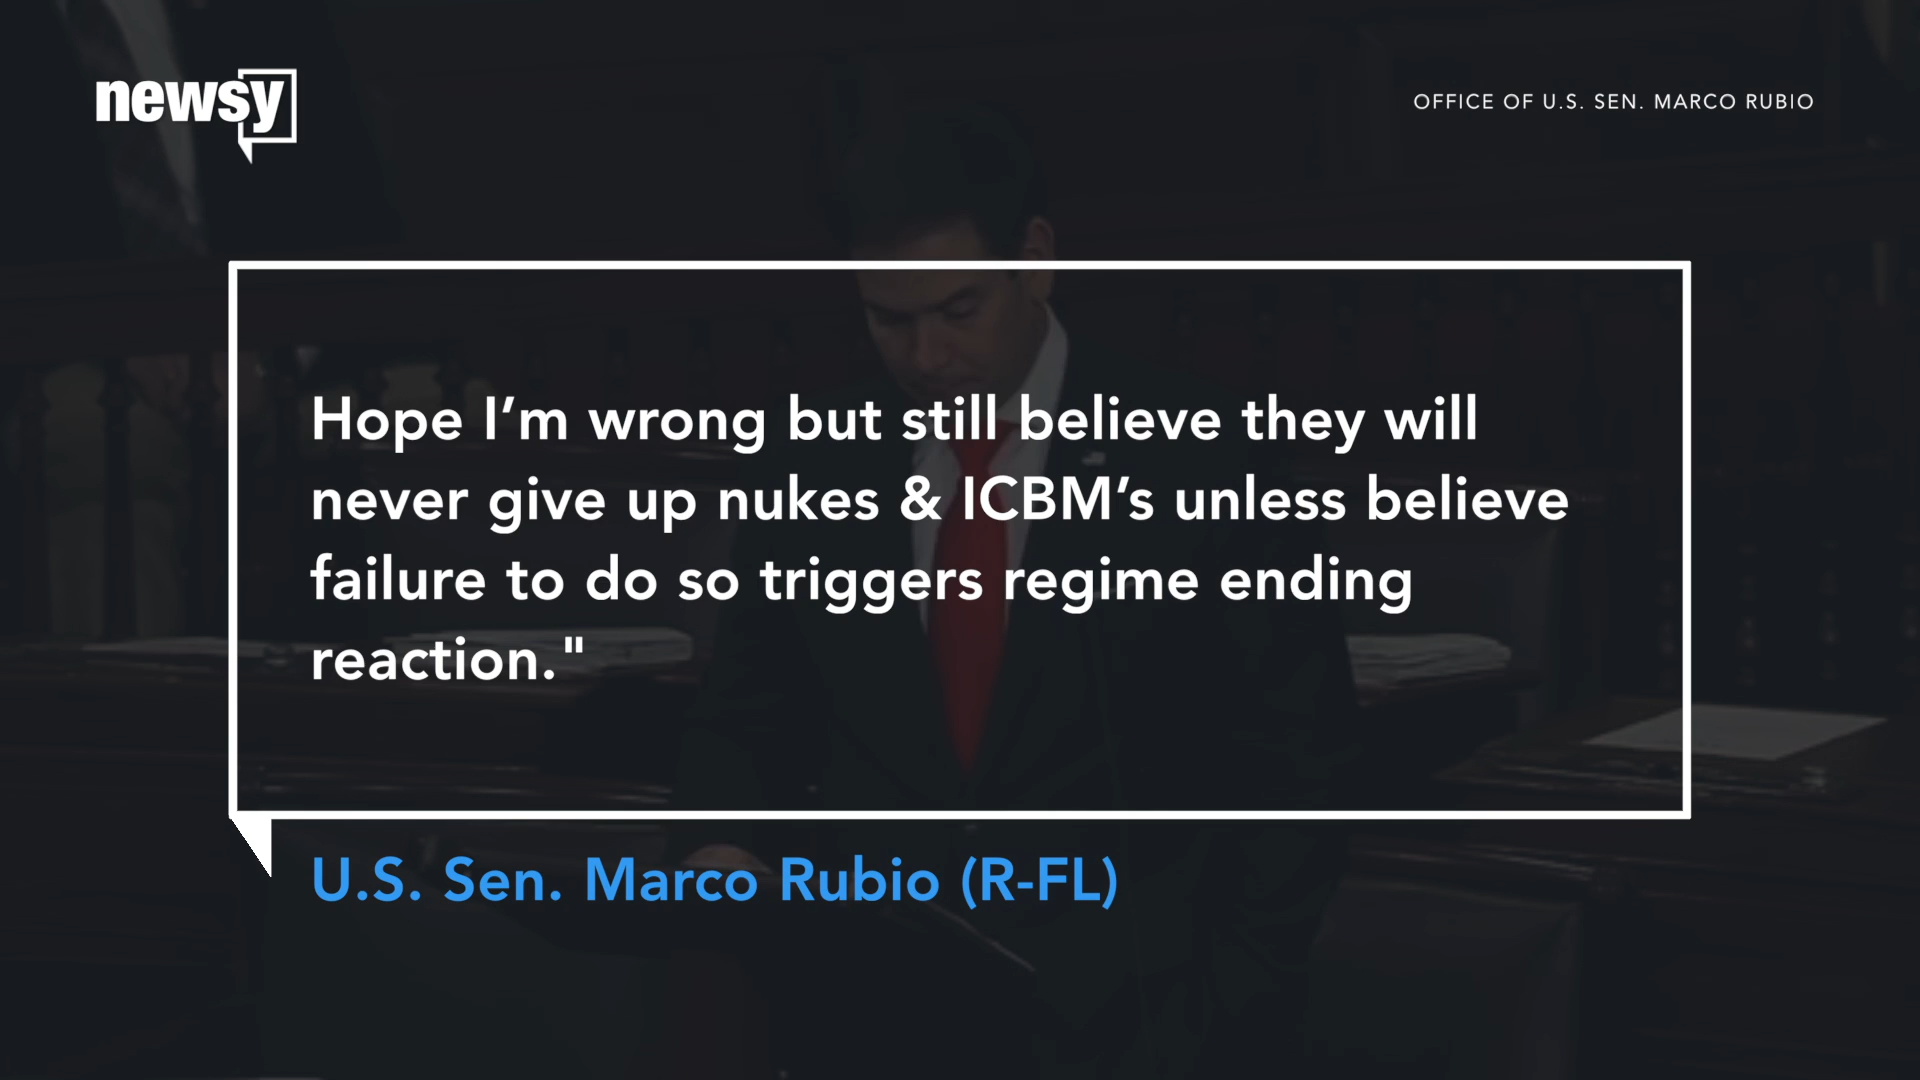 newsy
OFFICE OF U.S. SEN. MARCO RUBIO
Hope I’m wrong but still believe they will
never give up nukes & ICBM’s unless believe
failure to do so triggers regime ending
reaction."
U.S. Sen. Marco Rubio (R-FL)